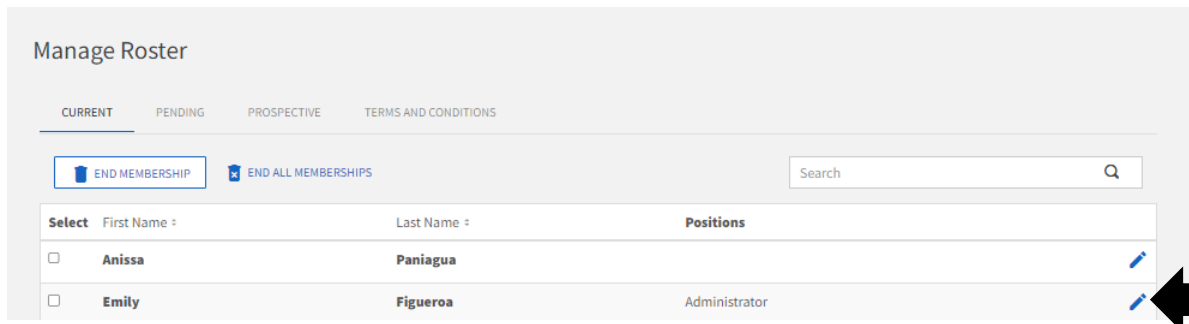 Manage Roster
CURRENT PENDING PROSPECTIVE TERMS AND CONDITIONS
END MEMBERSHIP END ALL MEMBERSHIPS Search
Select First Name Last Name Positions
Anissa Paniagua
Emily Figueroa Administrator